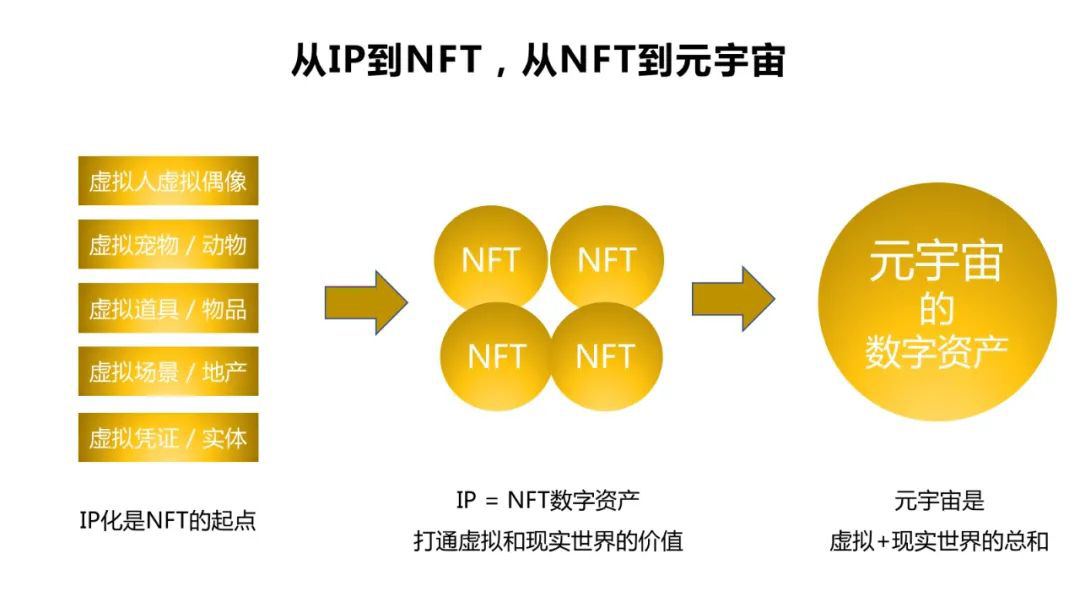 从IP到NFT，从NFT到元宇宙
虚拟人虚拟偶像
虚拟宠物 / 动物
虚拟道具 / 物品
虚拟场景 / 地产
虚拟凭证 / 实体
IP化是NFT的起点
NFT
NFT
NFT
NFT
IP = NFT数字资产
打通虚拟和现实世界的价值
元宇宙
的
数字资产
元宇宙是
虚拟+现实世界的总和